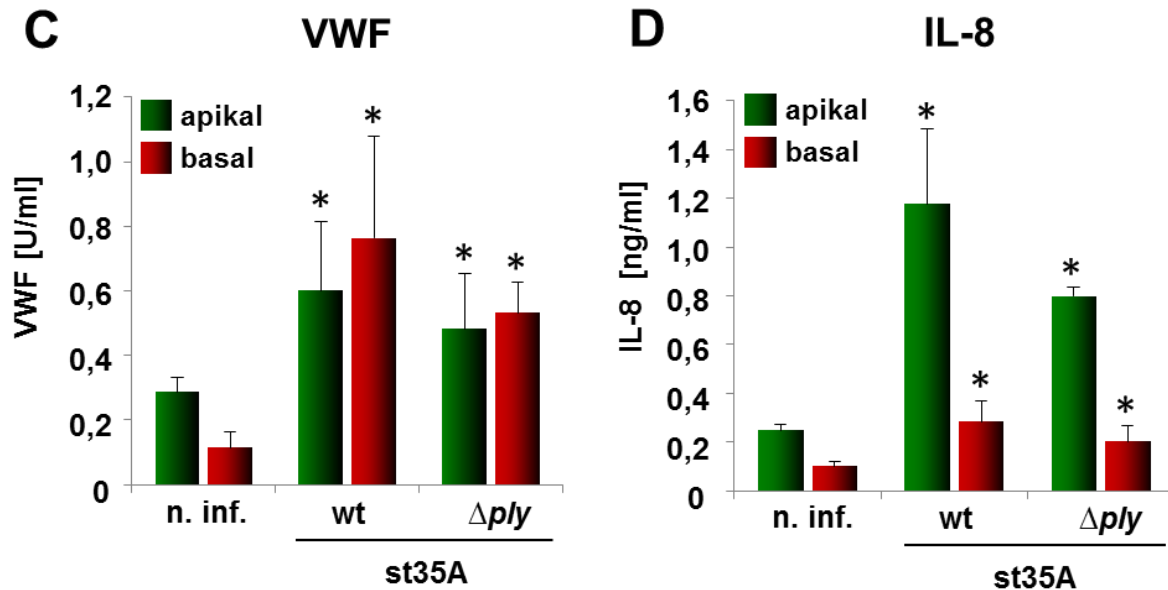 C VWF
VWF [U/ml]
1,2
1,0
0,8
0,6
0,4
0,2
0
apikal
basal
* * * *
n. inf. wt Δply
st35A
D IL-8
IL-8 [ng/ml]
1,6
1,4
1,2
1,0
0,8
0,6
0,4
0,2
0
apikal
basal
* * * *
n. inf. wt Δply
st35A